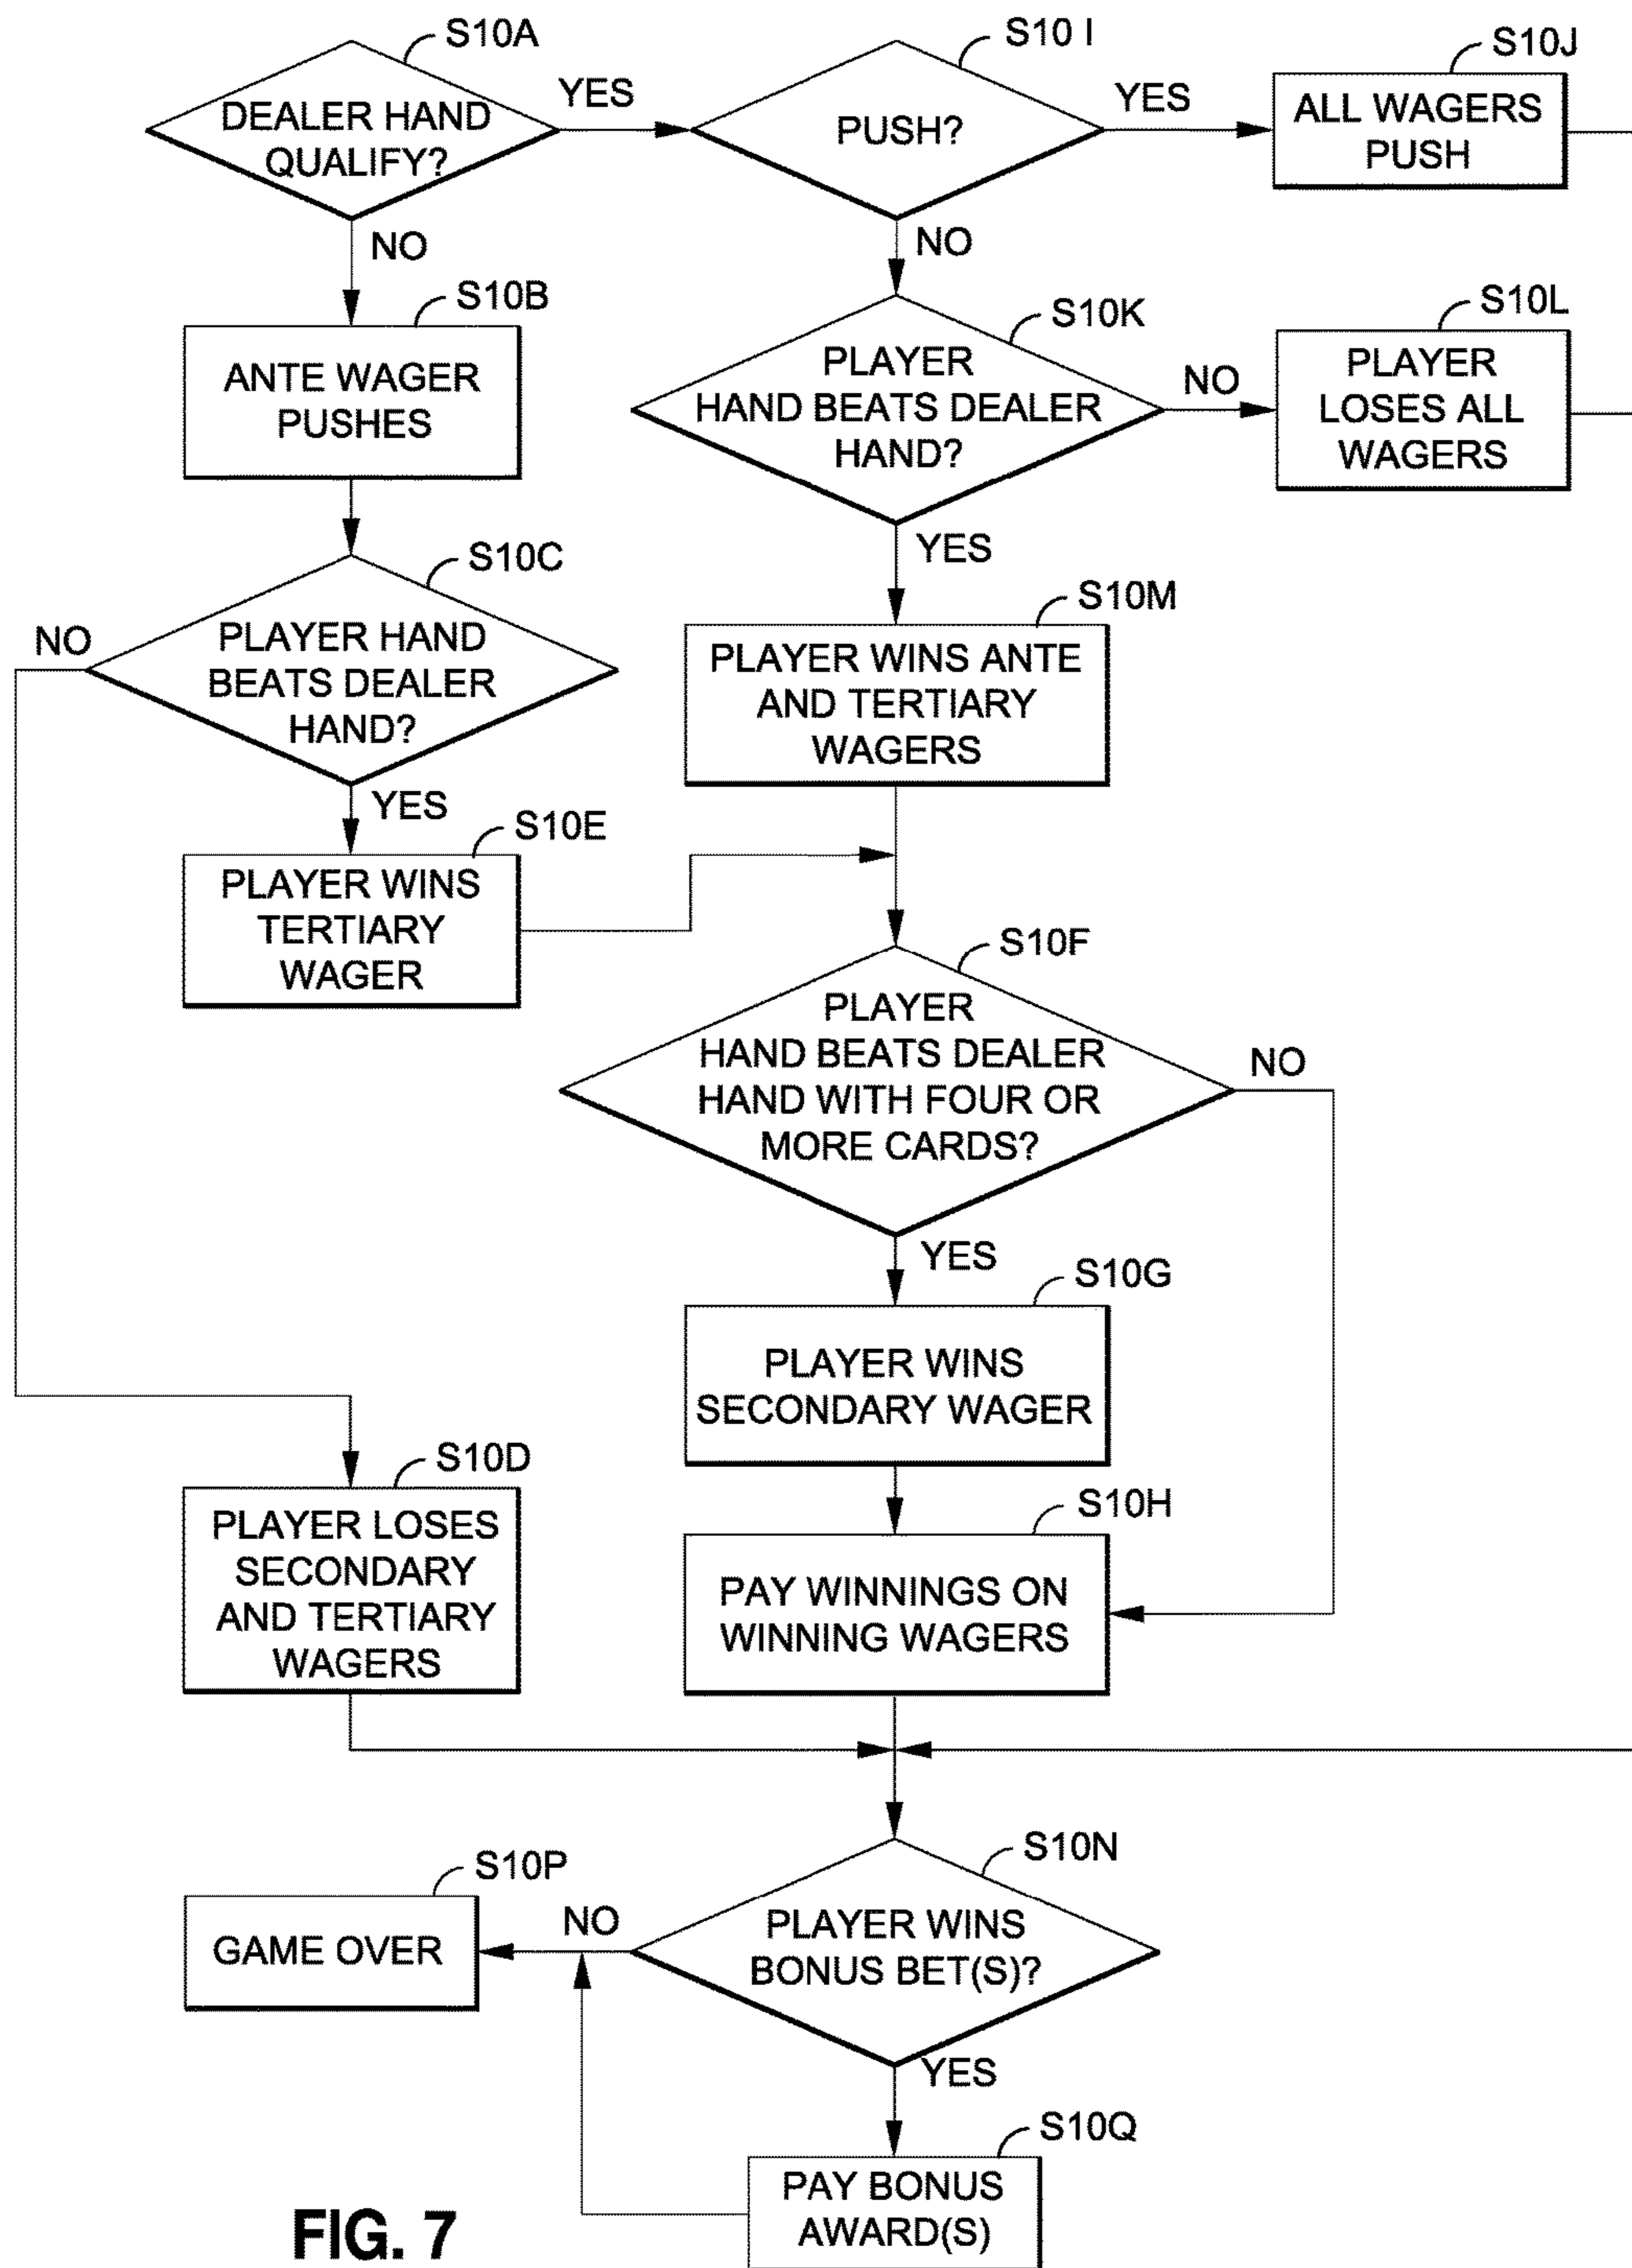 S10A
DEALER HAND
QUALIFY?
YES
NO
S10 I
PUSH?
YES
NO
S10J
ALL WAGERS
PUSH
S10B
ANTE WAGER
PUSHES
S10K
PLAYER
HAND BEATS DEALER
HAND?
NO
YES
S10L
PLAYER
LOSES ALL
WAGERS
S10C
NO
PLAYER HAND
BEATS DEALER
HAND?
YES
S10M
PLAYER WINS ANTE
AND TERTIARY
WAGERS
S10E
PLAYER WINS
TERTIARY
WAGER
S10F
PLAYER
HAND BEATS DEALER
HAND WITH FOUR OR
MORE CARDS?
NO
YES
S10G
PLAYER WINS
SECONDARY WAGER
S10D
PLAYER LOSES
SECONDARY
AND TERTIARY
WAGERS
S10H
PAY WINNINGS ON
WINNING WAGERS
S10N
PLAYER WINS
BONUS BET(S)?
NO
YES
S10P
GAME OVER
S10Q
PAY BONUS
AWARD(S)
FIG. 7